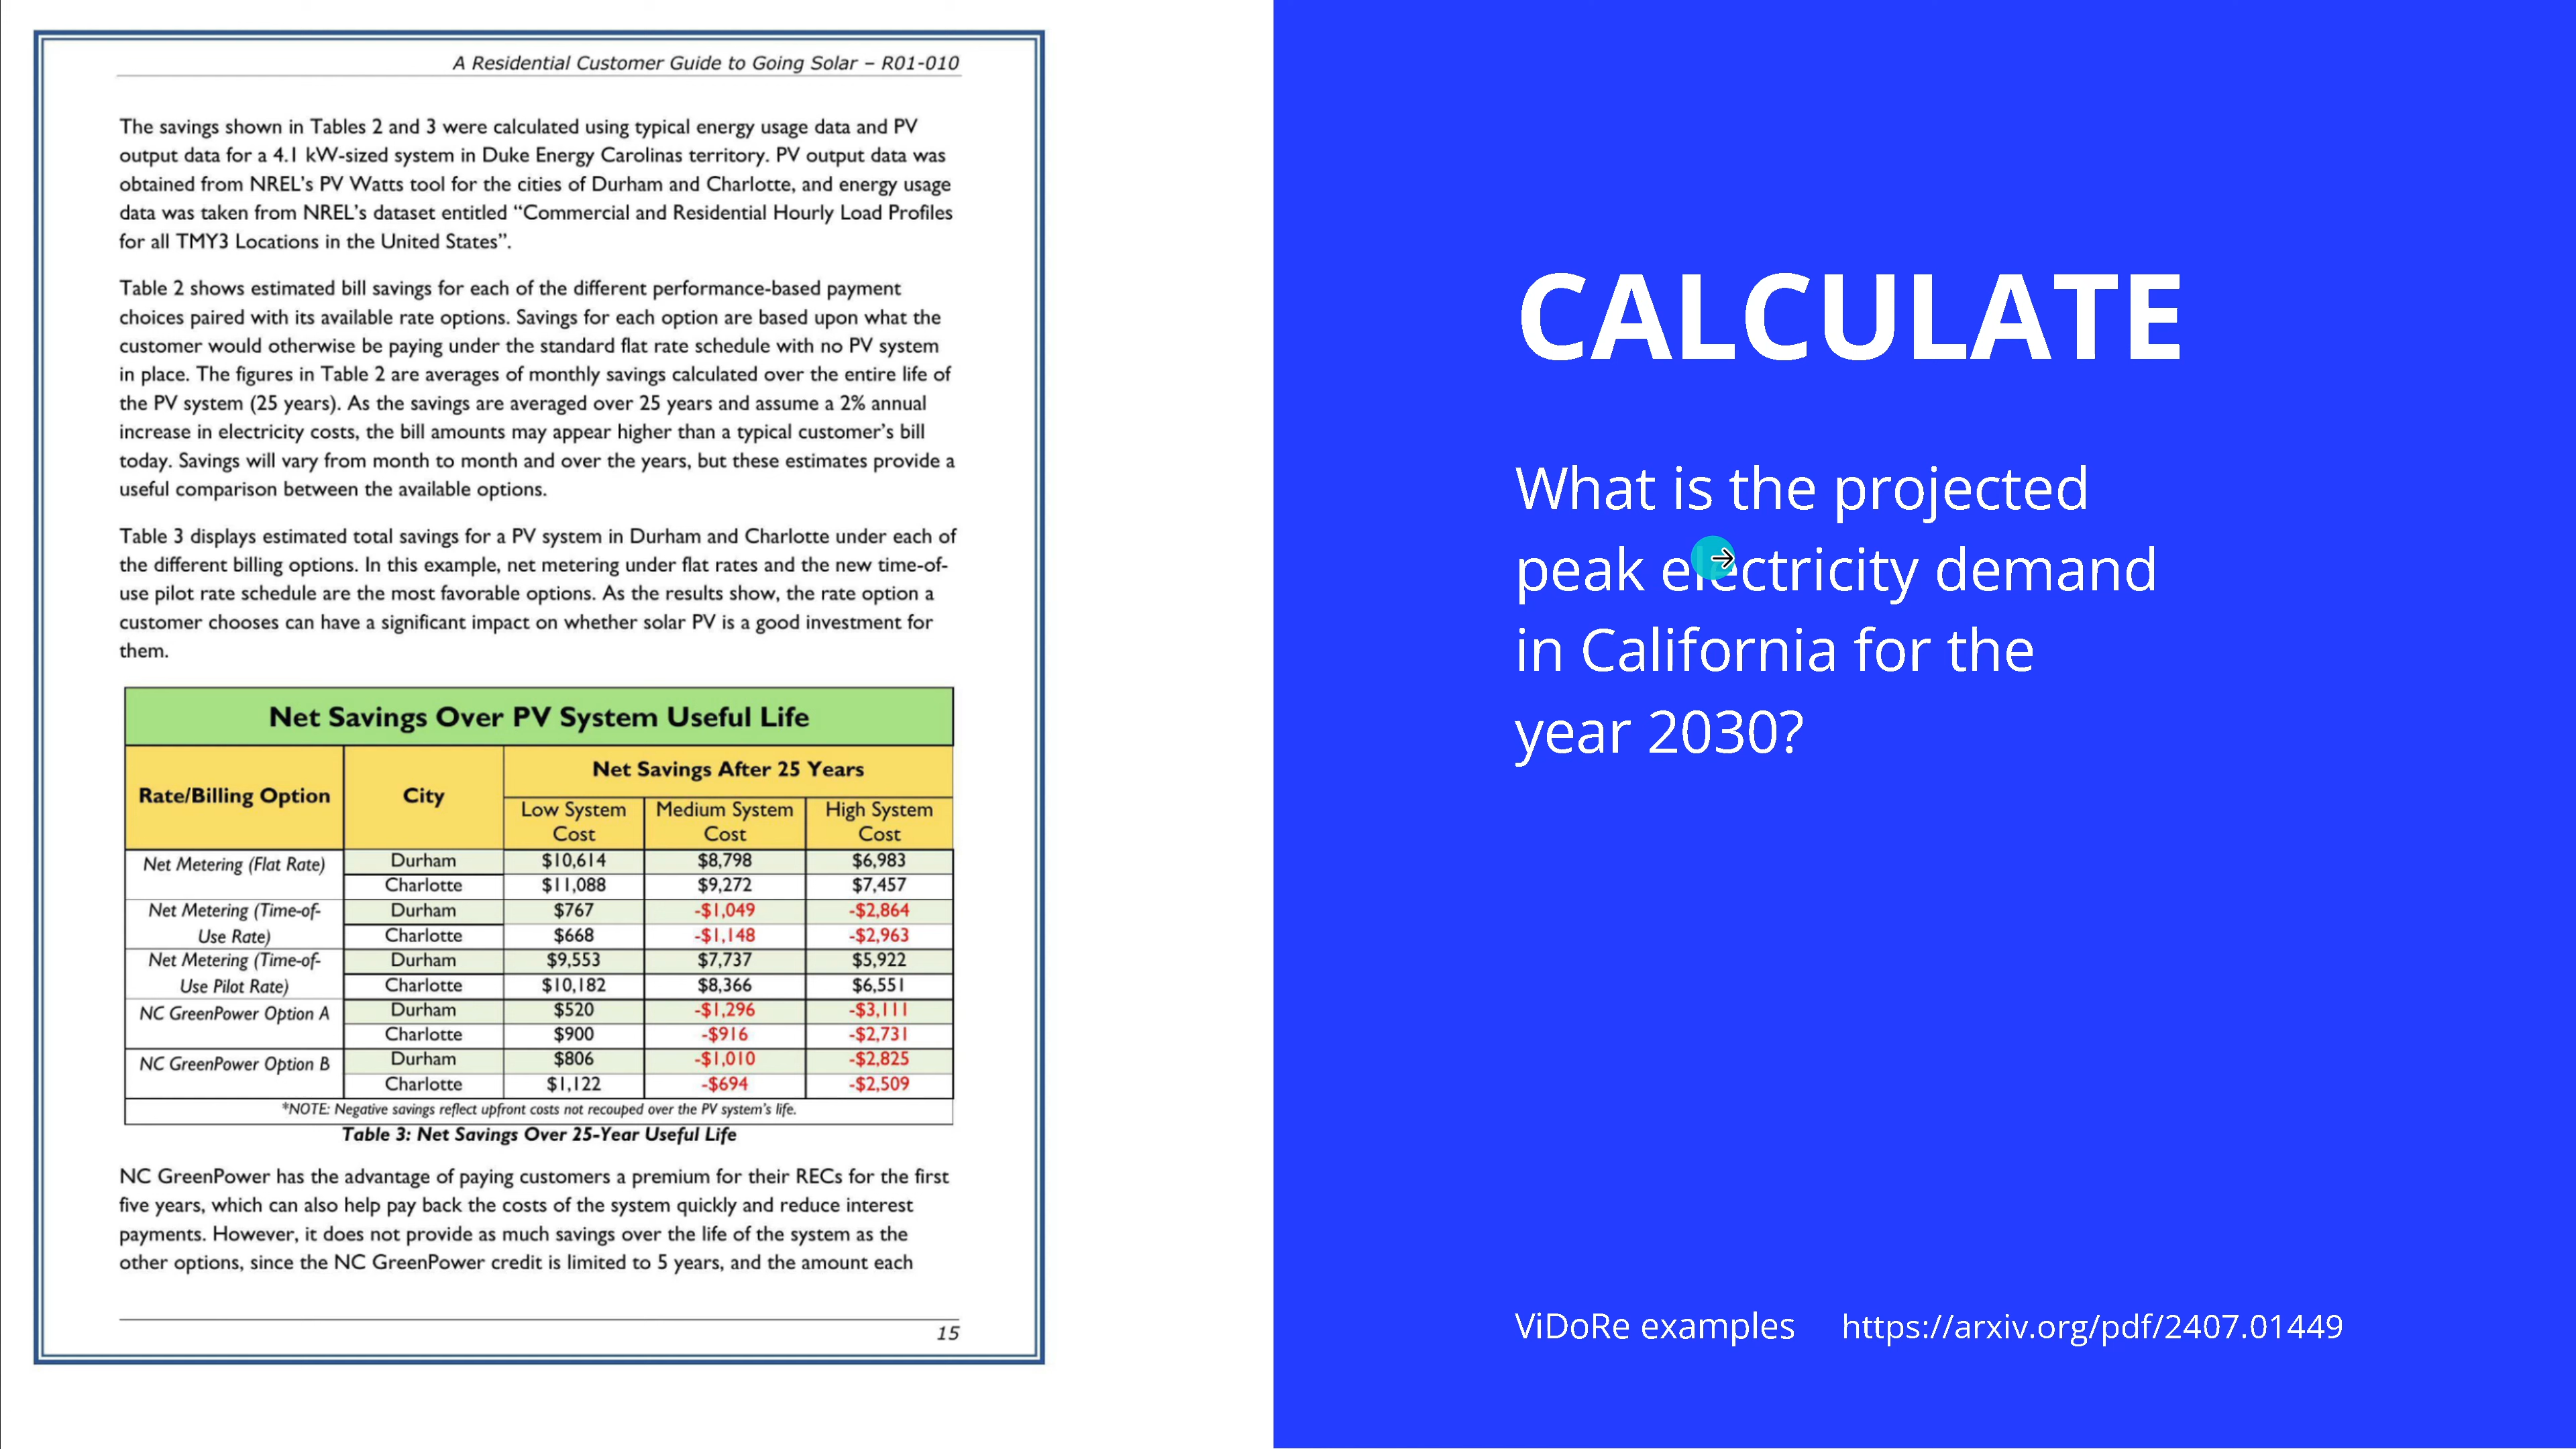 A Residential Customer Guide to Going Solar – R01-010
The savings shown in Tables 2 and 3 were calculated using typical energy usage data and PV
output data for a 4.1 kW-sized system in Duke Energy Carolinas territory. PV output data was
obtained from NREL's PV Watts tool for the cities of Durham and Charlotte, and energy usage
data was taken from NREL's dataset entitled “Commercial and Residential Hourly Load Profiles
for all TMY3 Locations in the United States”.
Table 2 shows estimated bill savings for each of the different performance-based payment
choices paired with its available rate options. Savings for each option are based upon what the
customer would otherwise be paying under the standard flat rate schedule with no PV system
in place. The figures in Table 2 are averages of monthly savings calculated over the entire life of
the PV system (25 years). As the savings are averaged over 25 years and assume a 2% annual
increase in electricity costs, the bill amounts may appear higher than a typical customer's bill
today. Savings will vary from month to month and over the years, but these estimates provide a
useful comparison between the available options.
Table 3 displays estimated total savings for a PV system in Durham and Charlotte under each of
the different billing options. In this example, net metering under flat rates and the new time-of-
use pilot rate schedule are the most favorable options. As the results show, the rate option a
customer chooses can have a significant impact on whether solar PV is a good investment for
them.
Net Savings Over PV System Useful Life
Rate/Billing Option City Net Savings After 25 Years
Low System Cost Medium System Cost High System Cost
Net Metering (Flat Rate) Durham $10,614 $8,798 $6,983
Charlotte $11,088 $9,272 $7,457
Net Metering (Time-of- Durham $767 -$1,049 -$2,864
Use Rate) Charlotte $668 -$1,148 -$2,963
Net Metering (Time-of- Durham $9,553 $7,737 $5,922
Use Pilot Rate) Charlotte $10,182 $8,366 $6,551
NC GreenPower Option A Durham $520 -$1,296 -$3,111
Charlotte $900 -$916 -$2,731
NC GreenPower Option B Durham $806 -$1,010 -$2,825
Charlotte $1,122 -$694 -$2,509
*NOTE: Negative savings reflect upfront costs not recouped over the PV system's life.
Table 3: Net Savings Over 25-Year Useful Life
NC GreenPower has the advantage of paying customers a premium for their RECs for the first
five years, which can also help pay back the costs of the system quickly and reduce interest
payments. However, it does not provide as much savings over the life of the system as the
other options, since the NC GreenPower credit is limited to 5 years, and the amount each
15
CALCULATE
What is the projected
peak electricity demand
in California for the
year 2030?
ViDoRe examples https://arxiv.org/pdf/2407.01449